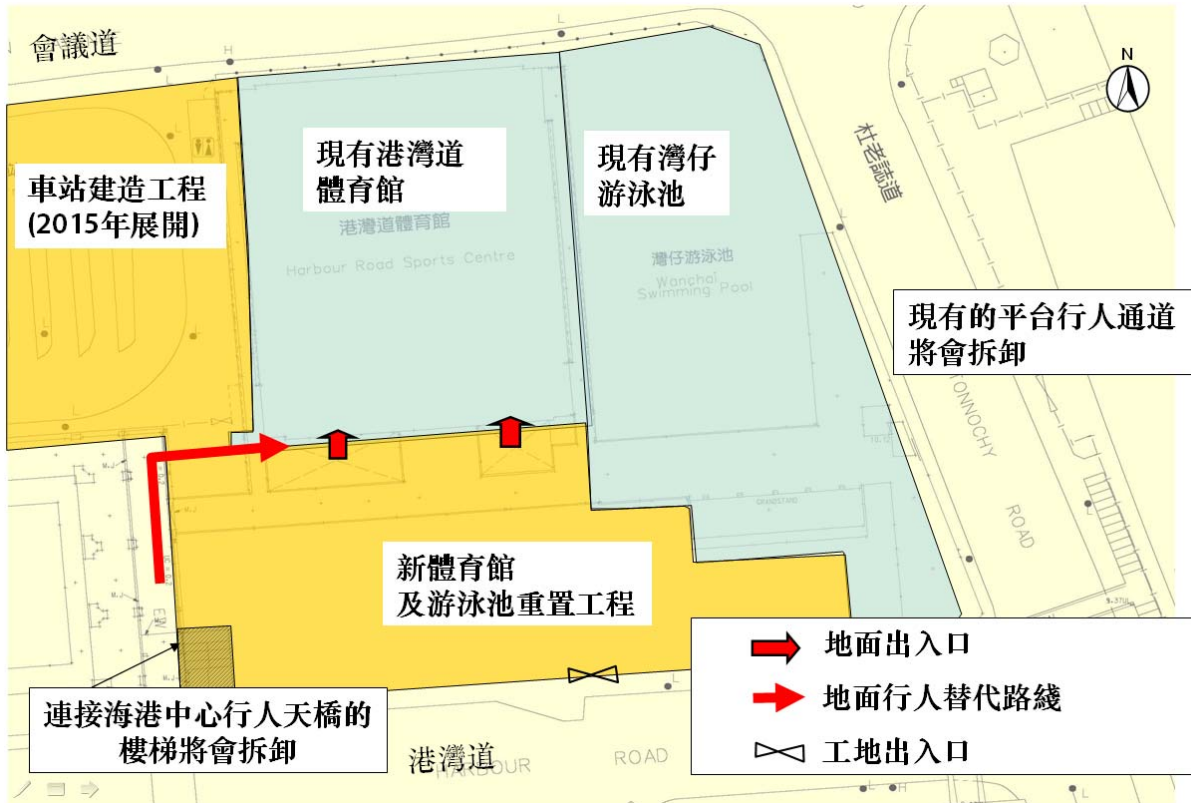 會議道
N
H
L
L
車站建造工程
(2015年展開)
現有港灣道
體育館
港灣道體育館
Harbour Road Sports Centre
現有灣仔
游泳池
灣仔游泳池
Wanchai
Swimming Pool
杜老誌道
現有的平台行人通道
將會拆卸
TONNOCHY
ROAD
GRANDSTAND
新體育館
及游泳池重置工程
連接海港中心行人天橋的
樓梯將會拆卸
港灣道
HARBOUR ROAD
地面出入口
地面行人替代路綫
工地出入口